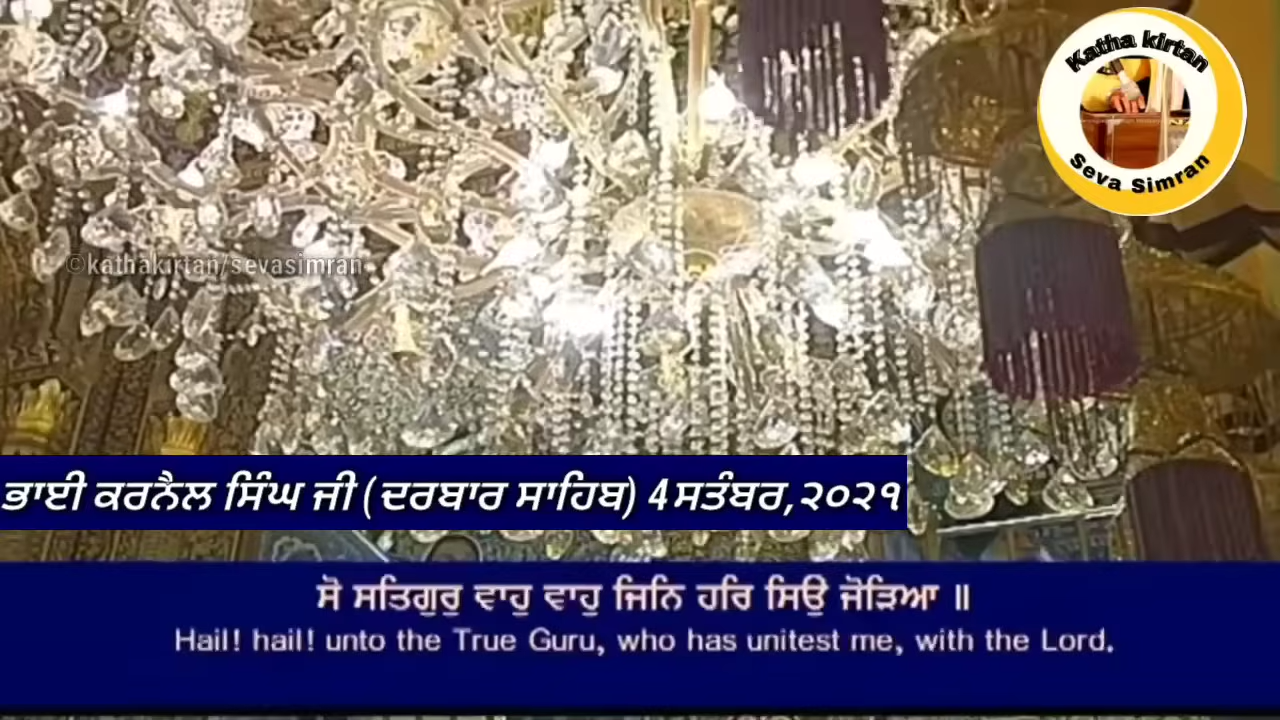 Katha kirtan
Seva Simran
©kathakirtan/sevasimran
ਭਾਈ ਕਰਨੈਲ ਸਿੰਘ ਜੀ (ਦਰਬਾਰ ਸਾਹਿਬ) 4 ਸਤੰਬਰ,੨੦੨੧
ਸੋ ਸਤਿਗੁਰੁ ਵਾਹੁ ਵਾਹੁ ਜਿਨਿ ਹਰਿ ਸਿਉ ਜੋੜਿਆ ॥
Hail! hail! unto the True Guru, who has unitest me, with the Lord.